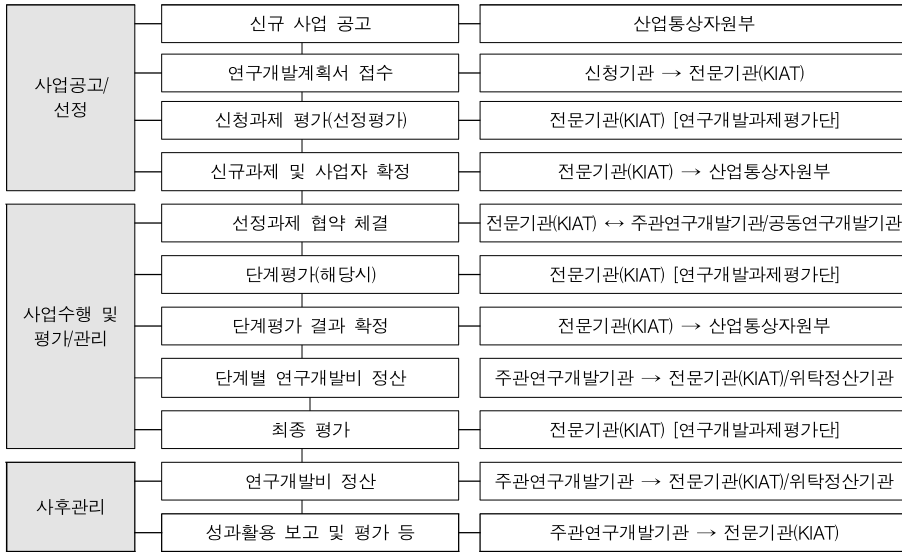 사업공고/
선정
신규 사업 공고
산업통상자원부
연구개발계획서 접수
신청기관 → 전문기관(KIAT)
신청과제 평가(선정평가)
전문기관(KIAT) [연구개발과제평가단]
신규과제 및 사업자 확정
전문기관(KIAT) → 산업통상자원부
사업수행 및
평가/관리
선정과제 협약 체결
전문기관(KIAT) ↔ 주관연구개발기관/공동연구개발기관
단계평가(해당시)
전문기관(KIAT) [연구개발과제평가단]
단계평가 결과 확정
전문기관(KIAT) → 산업통상자원부
단계별 연구개발비 정산
주관연구개발기관 → 전문기관(KIAT)/위탁정산기관
최종 평가
전문기관(KIAT) [연구개발과제평가단]
사후관리
연구개발비 정산
주관연구개발기관 → 전문기관(KIAT)/위탁정산기관
성과활용 보고 및 평가 등
주관연구개발기관 → 전문기관(KIAT)